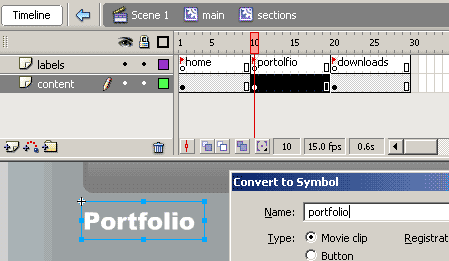 Timeline Scene 1 main sections
1 5 10 15 20 25 30
labels home portolfio downloads
content
10 15.0 fps 0.6s
Portfolio
Convert to Symbol
Name: portfolio
Type: Movie clip Registrat
Button